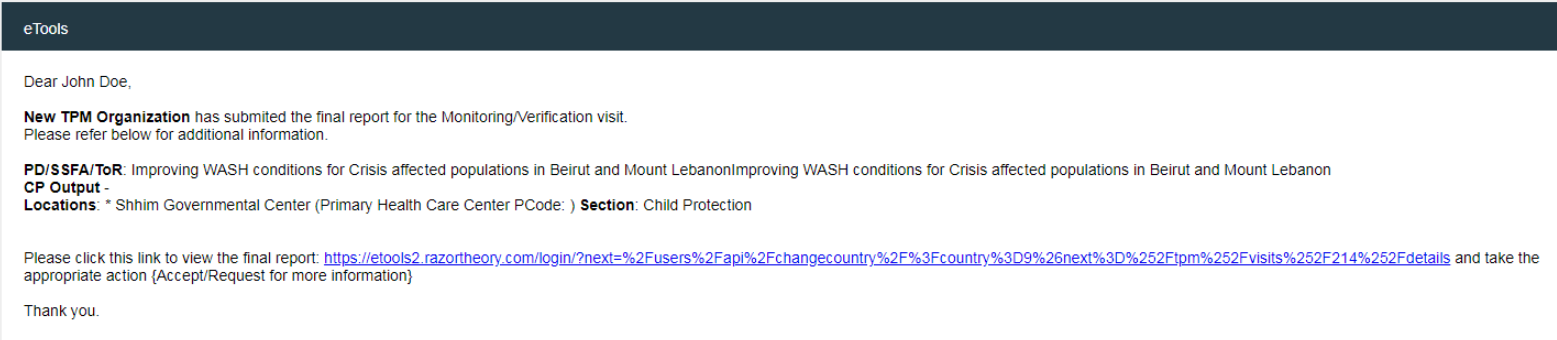 eTools
Dear John Doe,
New TPM Organization has submited the final report for the Monitoring/Verification visit.
Please refer below for additional information.
PD/SSFA/ToR: Improving WASH conditions for Crisis affected populations in Beirut and Mount LebanonImproving WASH conditions for Crisis affected populations in Beirut and Mount Lebanon
CP Output -
Locations: * Shhim Governmental Center (Primary Health Care Center PCode: ) Section: Child Protection
Please click this link to view the final report: https://etools2.razortheory.com/login/?next=%2Fusers%2Fapi%2Fchangecountry%2F%3Fcountry%3D9%26next%3D%252Ftpm%252Fvisits%252F214%252Fdetails and take the
appropriate action {Accept/Request for more information}
Thank you.